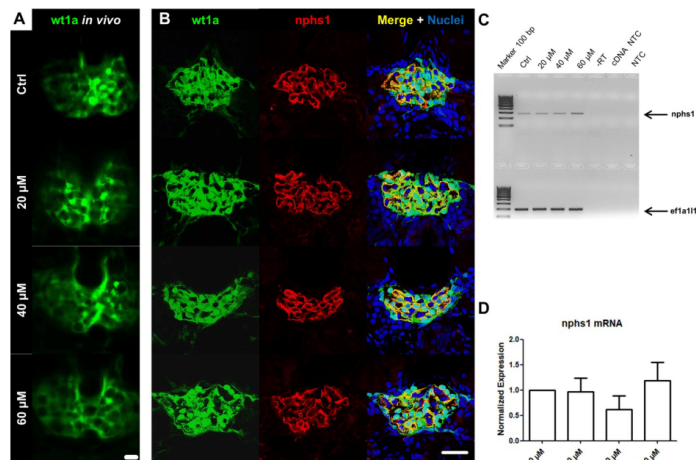 A
wt1a in vivo
Ctrl
20 µM
40 µM
60 µM
B
wt1a
nphs1
Merge + Nuclei
C
Marker 100 bp
Ctrl
20 µM
40 µM
60 µM
-RT
cDNA NTC
NTC
nphs1
ef1a1l1
D
nphs1 mRNA
Normalized Expression
2.0
1.5
1.0
0.5
0.0